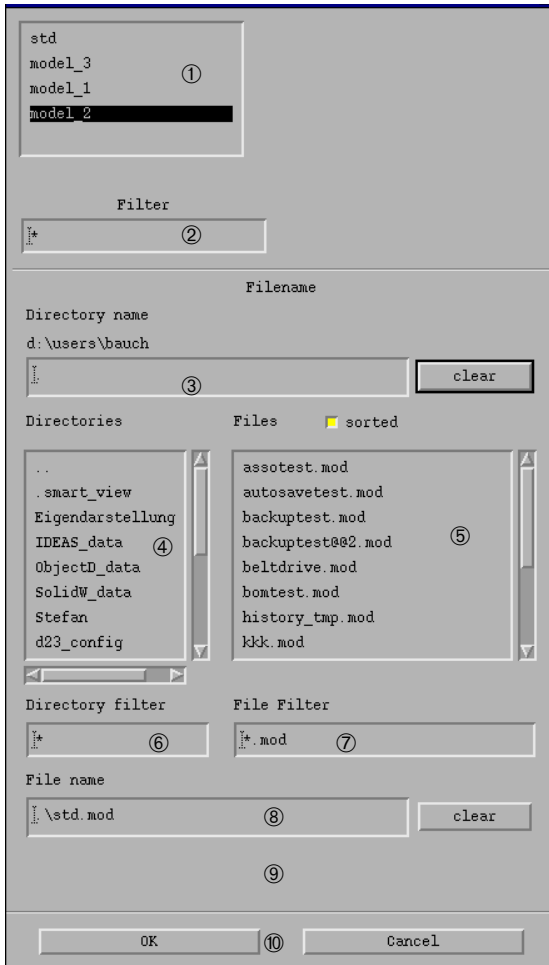 std
model_3
①
model_1
model_2
Filter
* ②
Filename
Directory name
d:\users\bauch
. ③ clear
Directories Files sorted
.. assotest.mod
.smart_view autosavetest.mod
Eigendarstellung backuptest.mod
IDEAS_data ④ backuptest@@2.mod ⑤
ObjectD_data beltdrive.mod
SolidW_data bomtest.mod
Stefan history_tmp.mod
d23_config kkk.mod
Directory filter File Filter
* ⑥ *.mod ⑦
File name
.\std.mod ⑧ clear
⑨
OK ⑩ Cancel